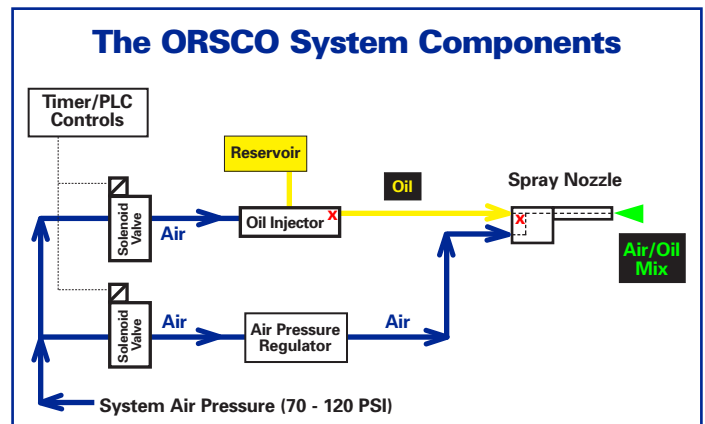 The ORSCO System Components
Timer/PLC
Controls
Reservoir
Oil
Spray Nozzle
Solenoid
Valve
Air
Oil Injector
X
X
Air/Oil
Mix
Solenoid
Valve
Air
Air Pressure
Regulator
Air
System Air Pressure (70 - 120 PSI)